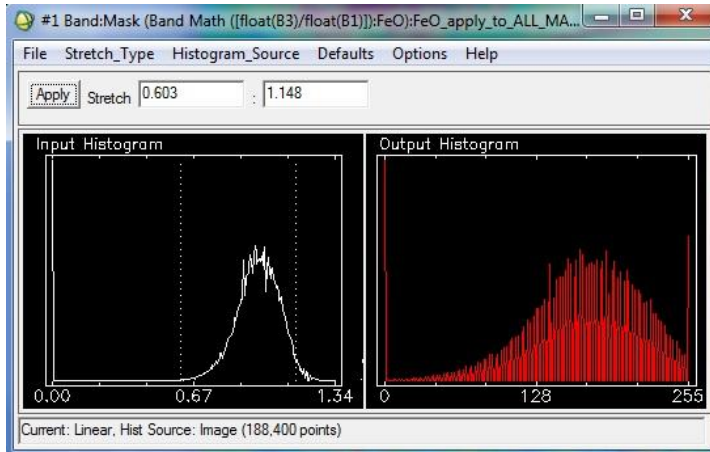 #1 Band:Mask (Band Math ([float(B3)/float(B1)]):FeO):FeO_apply_to_ALL_MA...
File Stretch_Type Histogram_Source Defaults Options Help
Apply Stretch 0.603 : 1.148
Input Histogram
0.00 0.67 1.34
Output Histogram
0 128 255
Current: Linear, Hist Source: Image (188,400 points)